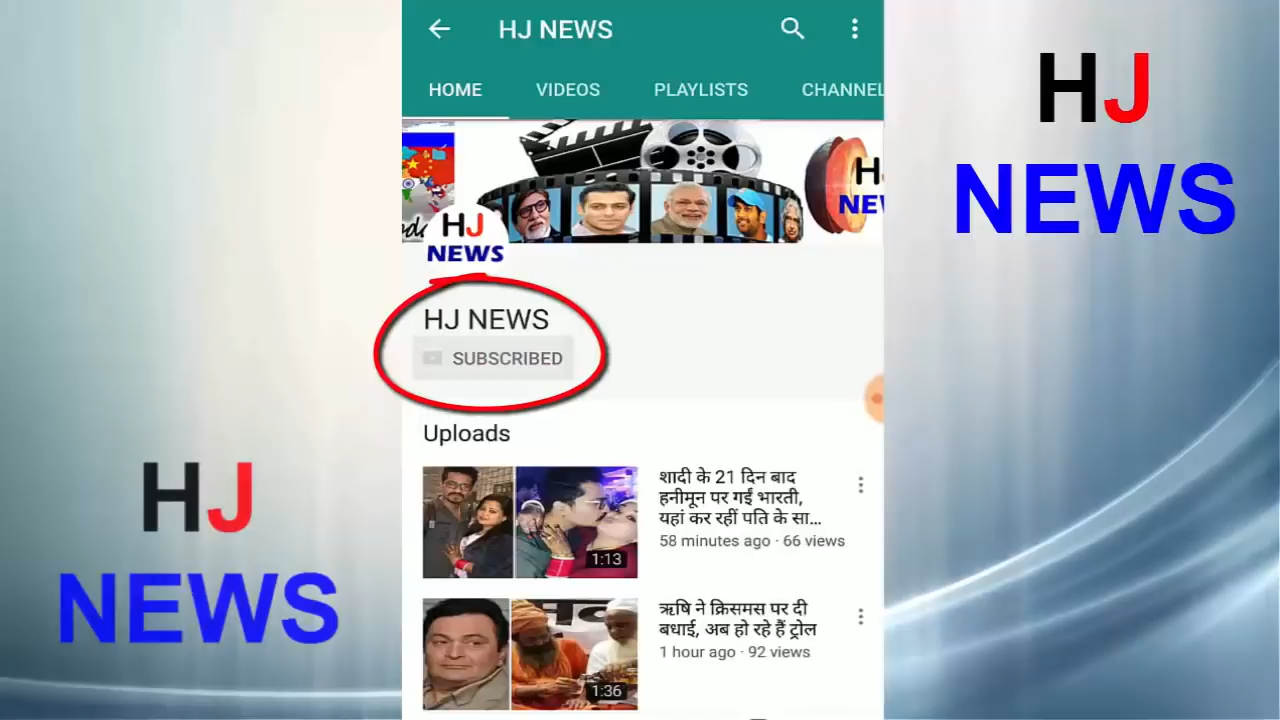 HJ NEWS
HOME VIDEOS PLAYLISTS CHANNEL
HJ
NEWS
HJ
NEWS
HJ
NEWS
HJ NEWS
SUBSCRIBED
Uploads
शादी के 21 दिन बाद
हनीमून पर गईं भारती,
यहां कर रहीं पति के सा...
58 minutes ago · 66 views
1:13
ऋषि ने क्रिसमस पर दी
बधाई, अब हो रहे हैं ट्रोल
1 hour ago · 92 views
1:36
HJ
NEWS